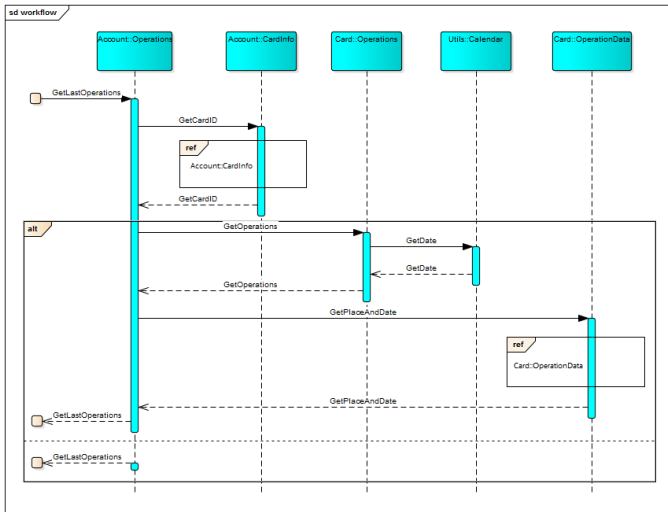 sd workflow
Account::Operations
Account::CardInfo
Card::Operations
Utils::Calendar
Card::OperationData
GetLastOperations
GetCardID
ref
Account:CardInfo
GetCardID
alt
GetOperations
GetDate
GetDate
GetOperations
GetPlaceAndDate
ref
Card::OperationData
GetPlaceAndDate
GetLastOperations
GetLastOperations